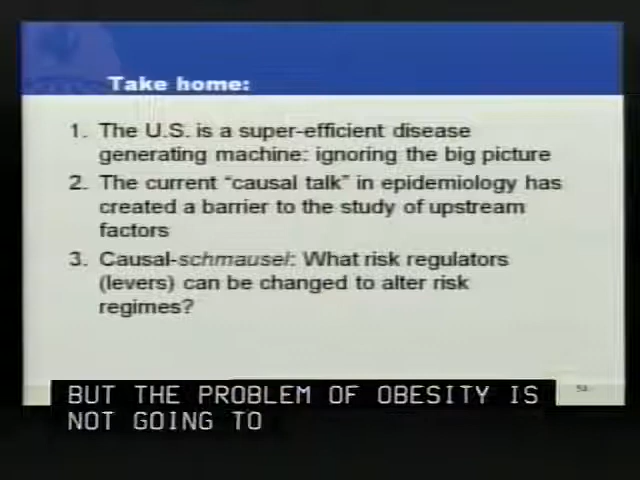 Take home:
1. The U.S. is a super-efficient disease
generating machine: ignoring the big picture
2. The current “causal talk” in epidemiology has
created a barrier to the study of upstream
factors
3. Causal-schmausel: What risk regulators
(levers) can be changed to alter risk
regimes?
BUT THE PROBLEM OF OBESITY IS
NOT GOING TO